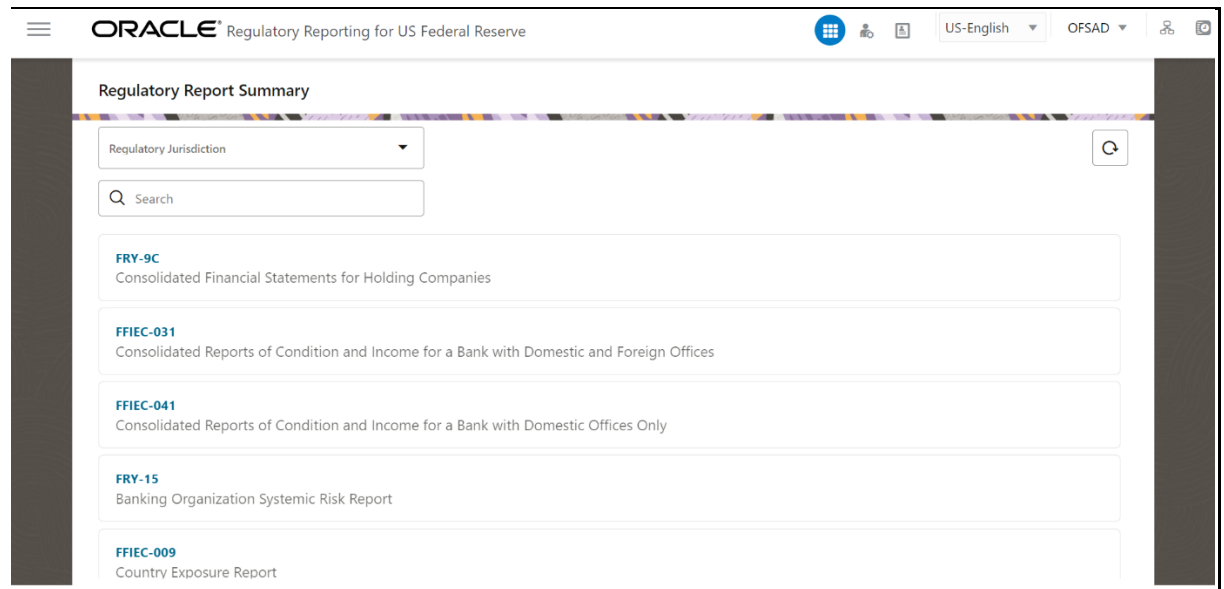 ORACLE® Regulatory Reporting for US Federal Reserve
US-English
OFSAD
Regulatory Report Summary
Regulatory Jurisdiction
Search
FRY-9C
Consolidated Financial Statements for Holding Companies
FFIEC-031
Consolidated Reports of Condition and Income for a Bank with Domestic and Foreign Offices
FFIEC-041
Consolidated Reports of Condition and Income for a Bank with Domestic Offices Only
FRY-15
Banking Organization Systemic Risk Report
FFIEC-009
Country Exposure Report